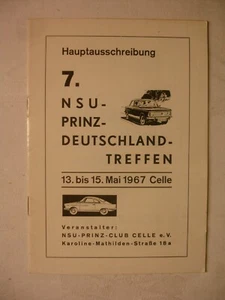 Hauptausschreibung
7.
NSU-
PRINZ-
DEUTSCHLAND-
TREFFEN
13. bis 15. Mai 1967 Celle
Veranstalter:
NSU-PRINZ-CLUB CELLE e.V.
Karoline-Mathilden-Straße 16e